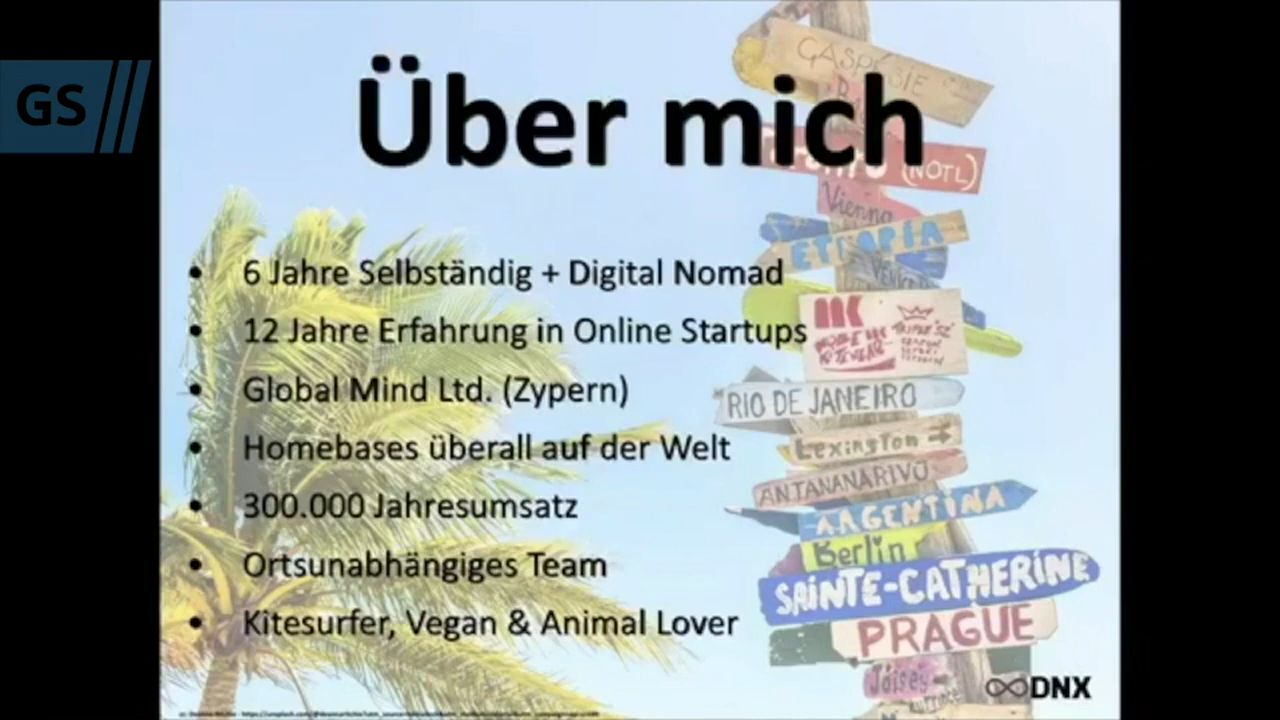 GS
Über mich
6 Jahre Selbständig + Digital Nomad
12 Jahre Erfahrung in Online Startups
Global Mind Ltd. (Zypern)
Homebases überall auf der Welt
300.000 Jahresumsatz
Ortsunabhängiges Team
Kitesurfer, Vegan & Animal Lover
GASPÉSIE
(NOTL)
Vienna
RIO DE JANEIRO
Lexington
ANTANANARIVO
ARGENTINA
Berlin
SAINTE-CATHERINE
PRAGUE
DNX